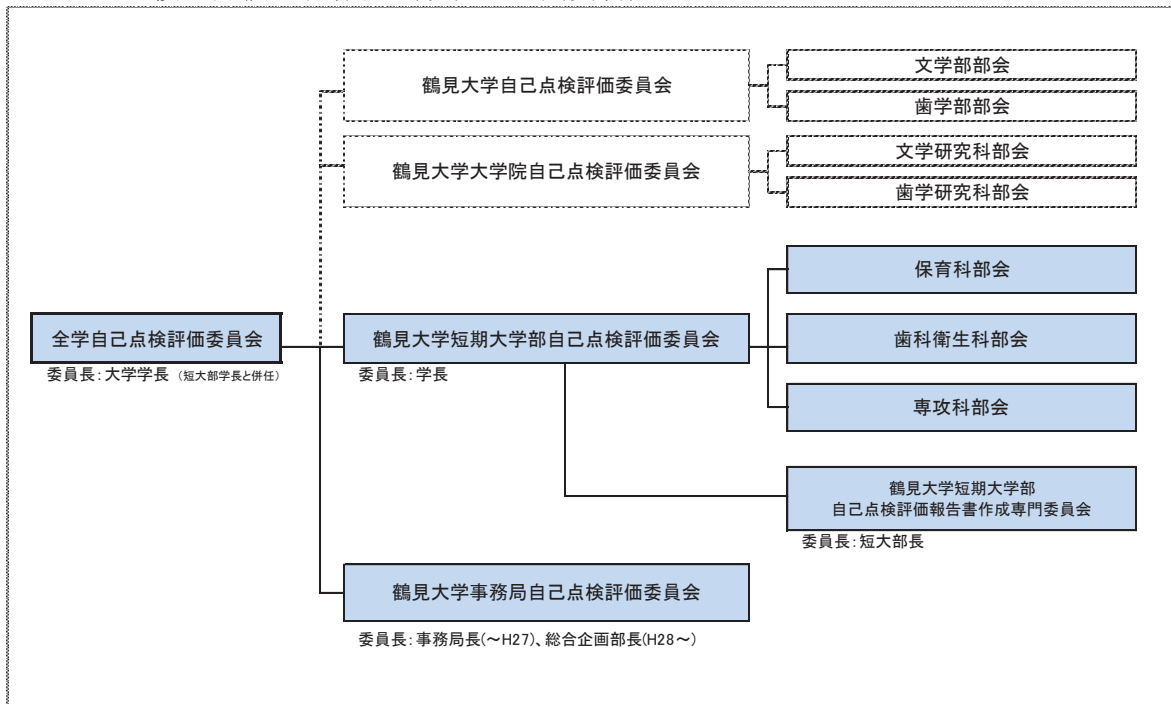 鶴見大学自己点検評価委員会
文学部部会
歯学部部会
鶴見大学大学院自己点検評価委員会
文学研究科部会
歯学研究科部会
全学自己点検評価委員会
委員長:大学学長 (短大部学長と併任)
鶴見大学短期大学部自己点検評価委員会
委員長:学長
保育科部会
歯科衛生科部会
専攻科部会
鶴見大学短期大学部
自己点検評価報告書作成専門委員会
委員長:短大部長
鶴見大学事務局自己点検評価委員会
委員長:事務局長(~H27)、総合企画部長(H28~)